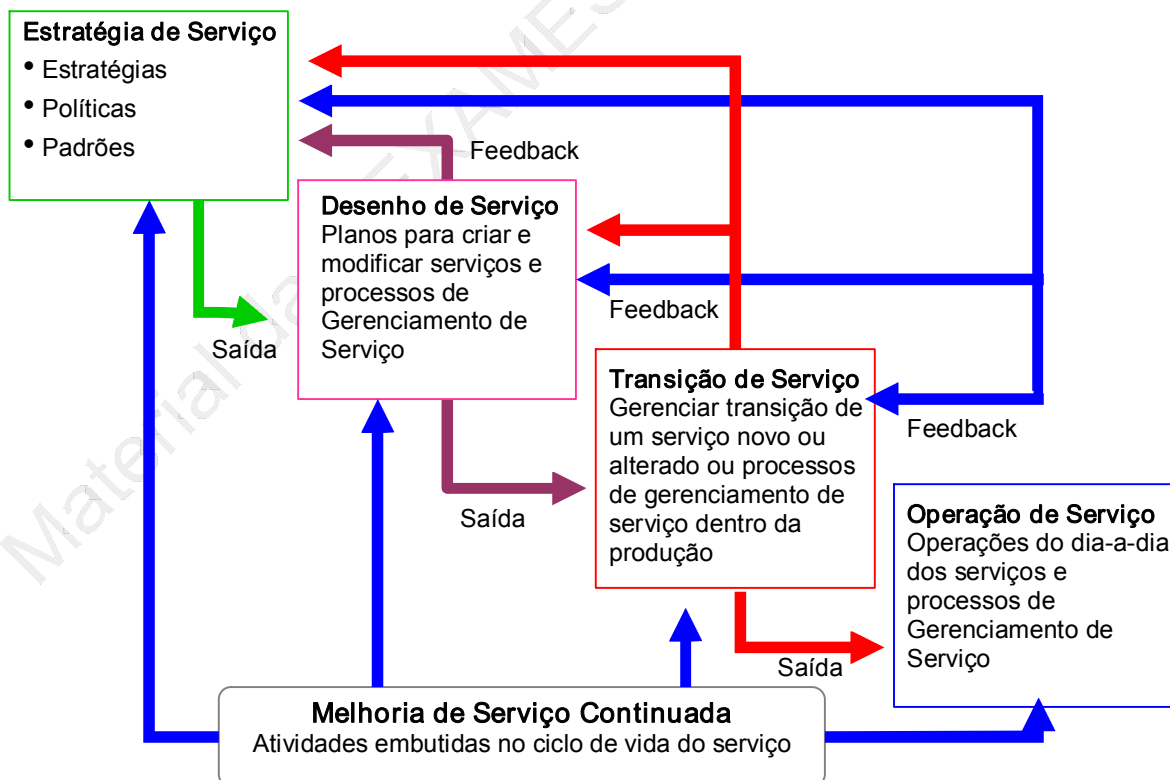 Estratégia de Serviço
• Estratégias
• Políticas
• Padrões
Feedback
Desenho de Serviço
Planos para criar e
modificar serviços e
processos de
Gerenciamento de
Serviço
Saída
Feedback
Transição de Serviço
Gerenciar transição de
um serviço novo ou
alterado ou processos
de gerenciamento de
serviço dentro da
produção
Feedback
Saída
Operação de Serviço
Operações do dia-a-dia
dos serviços e
processos de
Gerenciamento de
Serviço
Saída
Melhoria de Serviço Continuada
Atividades embutidas no ciclo de vida do serviço
Material da EXAMES